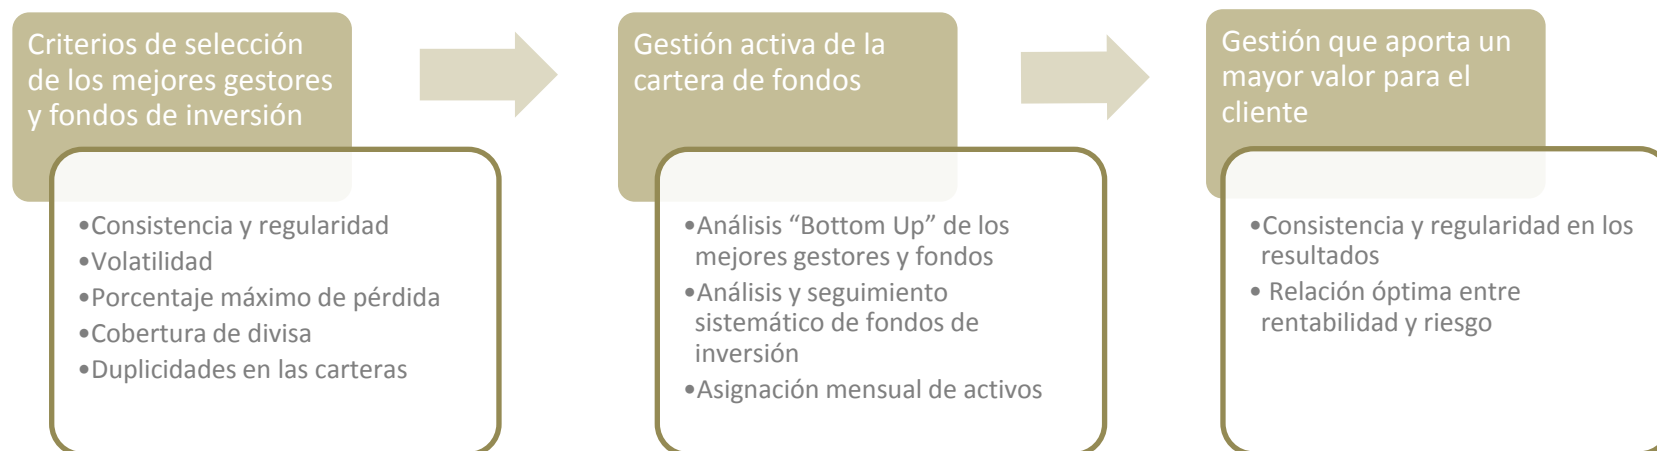 Criterios de selección
de los mejores gestores
y fondos de inversión
•Consistencia y regularidad
•Volatilidad
•Porcentaje máximo de pérdida
•Cobertura de divisa
•Duplicidades en las carteras
Gestión activa de la
cartera de fondos
•Análisis “Bottom Up” de los
mejores gestores y fondos
•Análisis y seguimiento
sistemático de fondos de
inversión
•Asignación mensual de activos
Gestión que aporta un
mayor valor para el
cliente
•Consistencia y regularidad en los
resultados
• Relación óptima entre
rentabilidad y riesgo